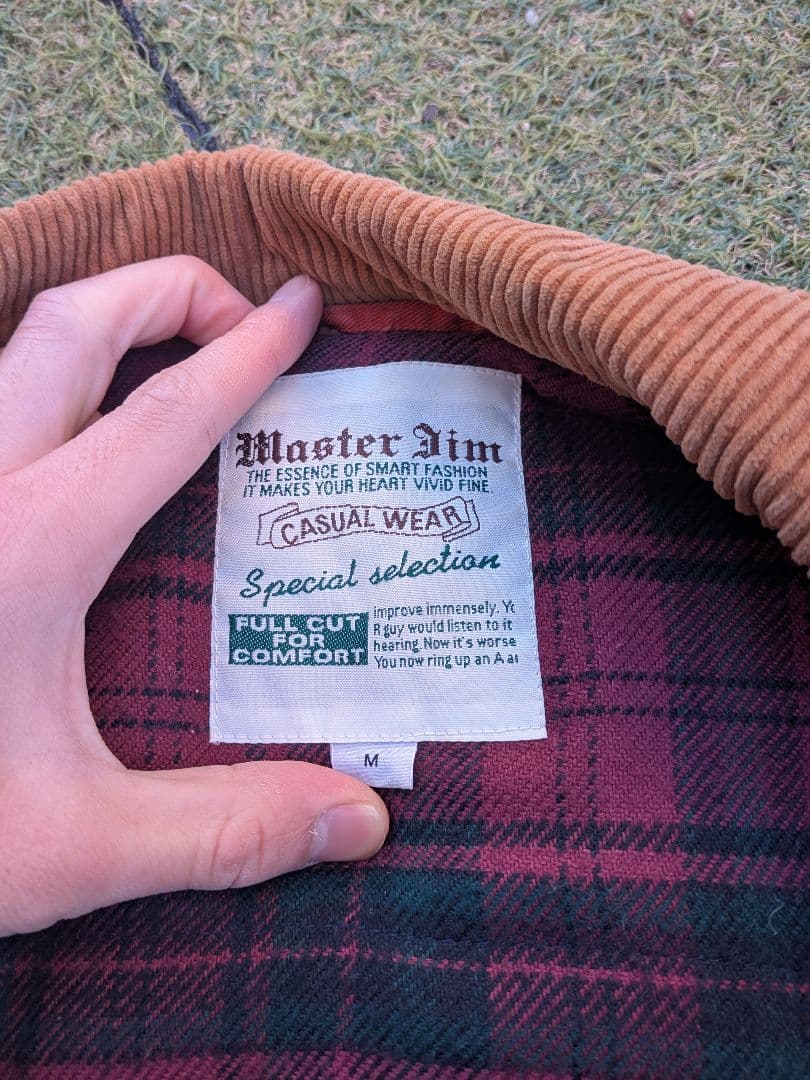 Master Jim
THE ESSENCE OF SMART FASHION
IT MAKES YOUR HEART VIVID FINE.
CASUAL WEAR
Special selection
FULL CUT
FOR
COMFORT
improve immensely.
R guy would listen to it
hearing. Now it's worse
You now ring up an A
M